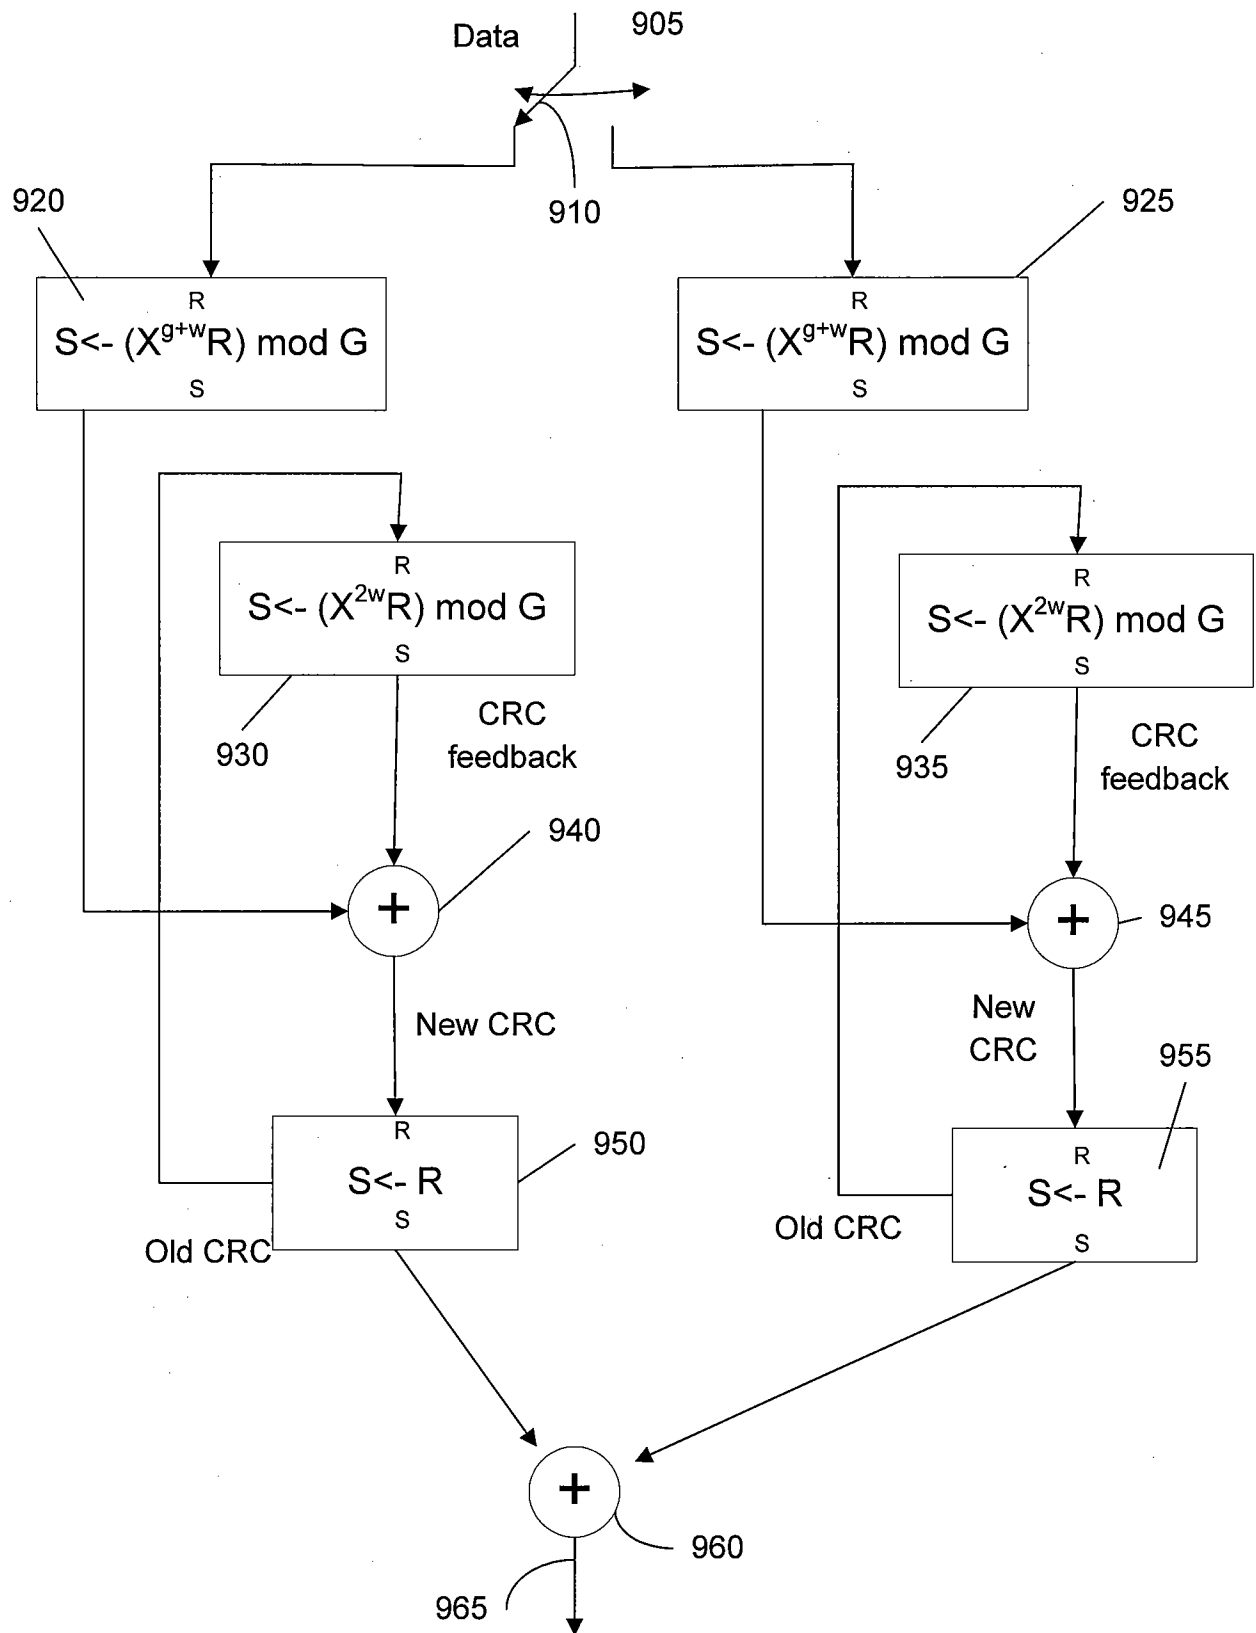 Data
905
910
920
925
R
S<- (X^{g+w}R) mod G
S
R
S<- (X^{g+w}R) mod G
S
R
S<- (X^{2w}R) mod G
S
930
CRC
feedback
R
S<- (X^{2w}R) mod G
S
935
CRC
feedback
+
940
+
945
New CRC
New
CRC
R
S<- R
S
950
Old CRC
955
R
S<- R
S
Old CRC
+
960
965